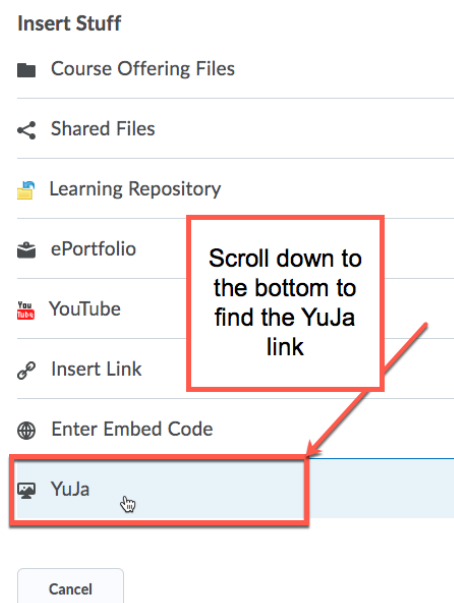 Insert Stuff
Course Offering Files
Shared Files
Learning Repository
ePortfolio
Scroll down to
the bottom to
find the YuJa
link
You
Tube
YouTube
Insert Link
Enter Embed Code
YuJa
Cancel